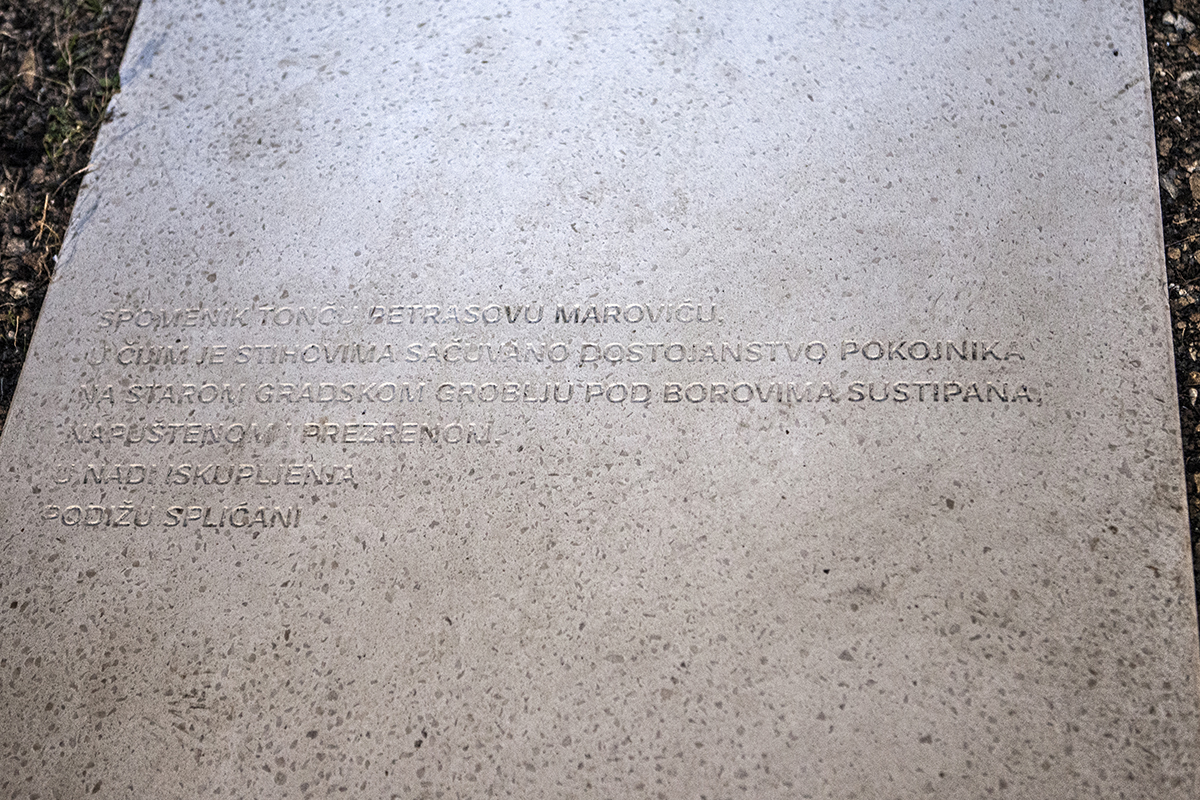 SPOMENIK TONČU PETRASOVU MAROVIĆU,
U ČIJIM JE STIHOVIMA SAČUVANO DOSTOJANSTVO POKOJNIKA
NA STAROM GRADSKOM GROBLJU POD BOROVIMA SUSTIPANA,
NAPUŠTENOM I PREZRENOM,
U NADI ISKUPLJENJA
PODIŽU SPLIĆANI